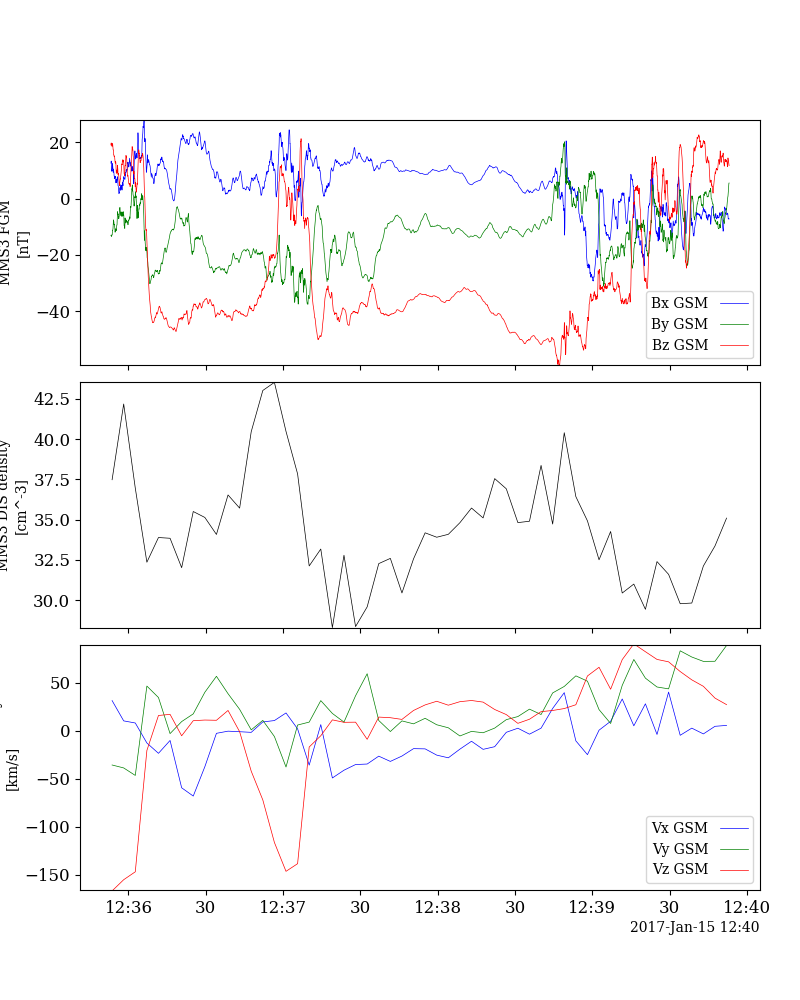 20
0
−20
−40
MMS3 FGM
[nT]
Bx GSM
By GSM
Bz GSM
42.5
40.0
37.5
35.0
32.5
30.0
MMS3 DIS density
[cm^-3]
50
0
−50
−100
−150
[km/s]
Vx GSM
Vy GSM
Vz GSM
12:36 30 12:37 30 12:38 30 12:39 30 12:40
2017-Jan-15 12:40